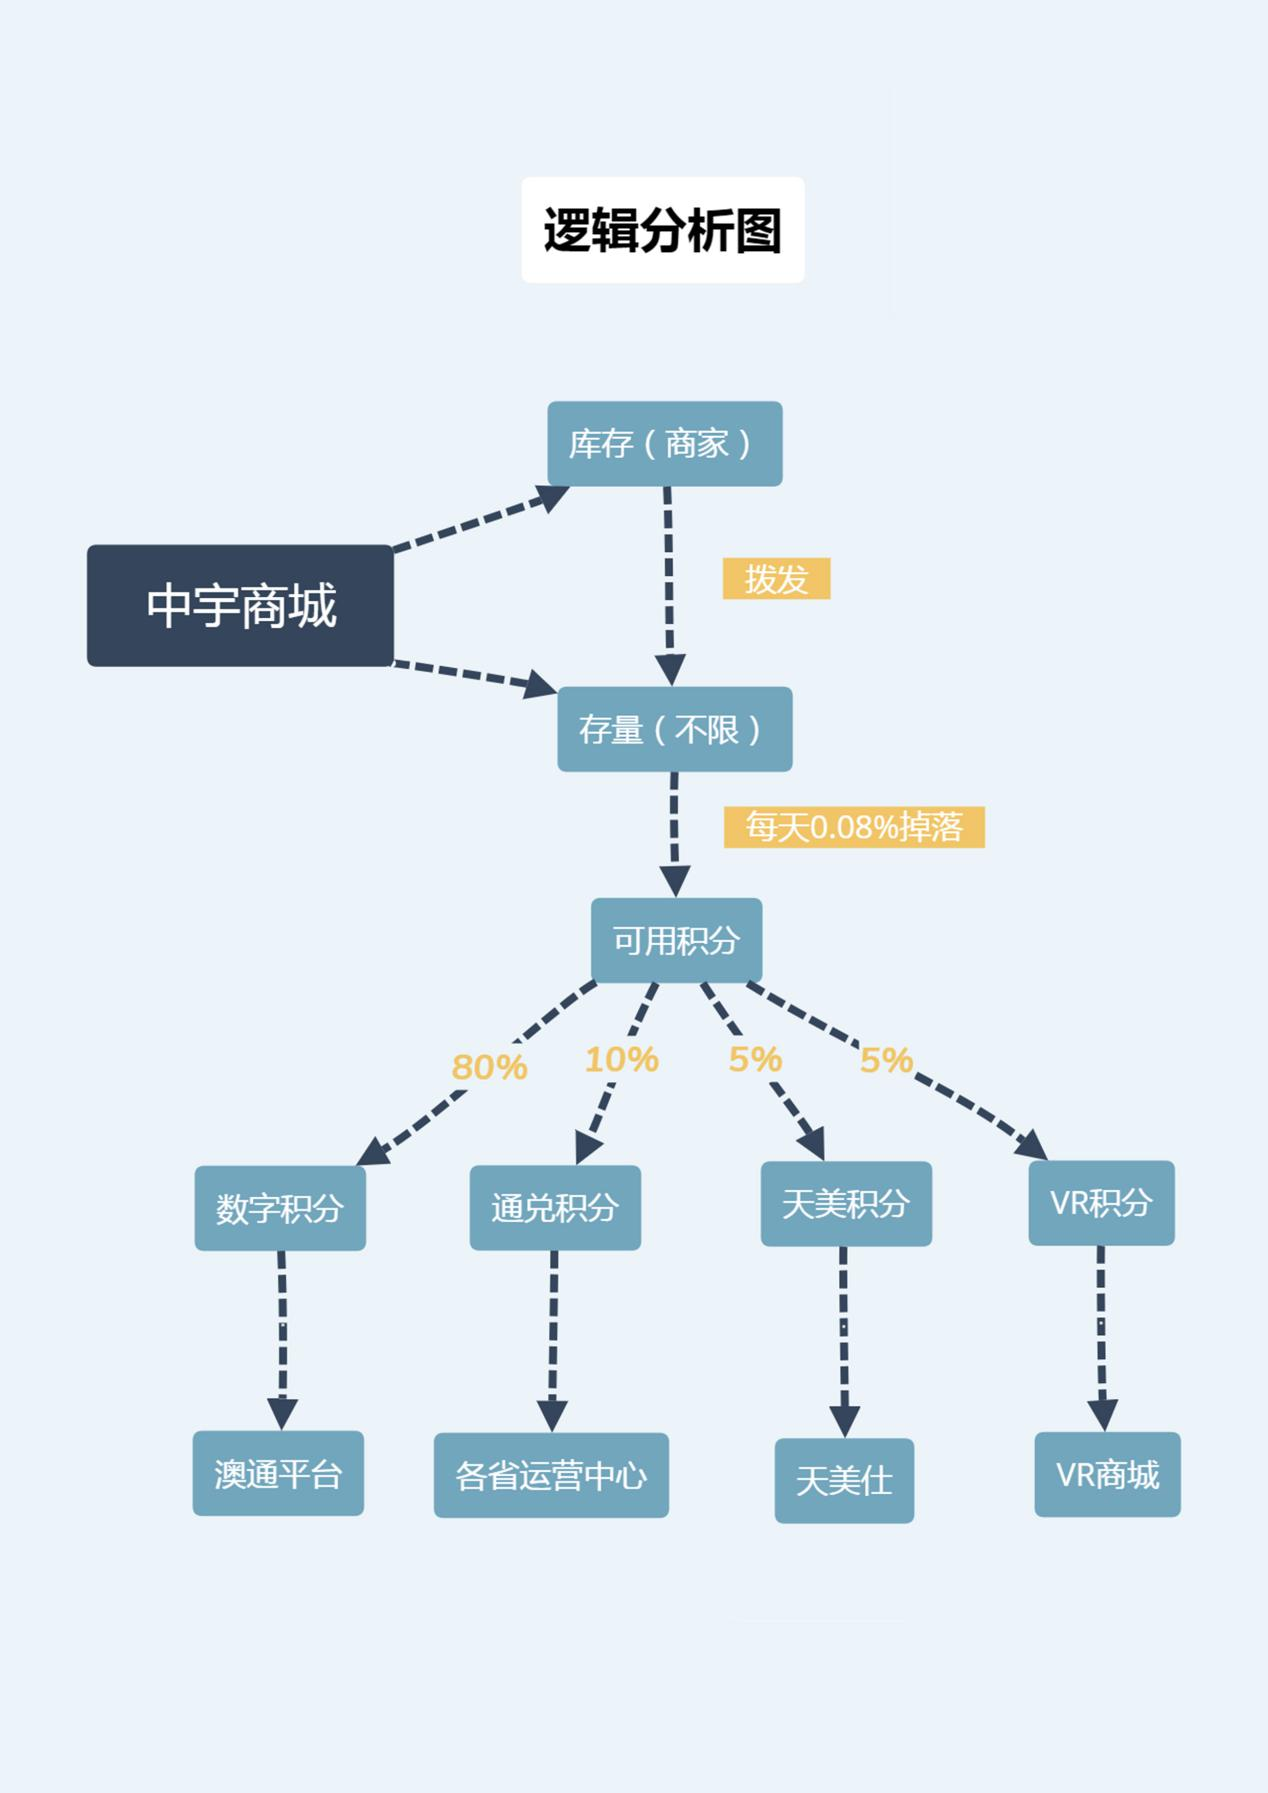 逻辑分析图
库存（商家）
中宇商城
拨发
存量（不限）
每天0.08%掉落
可用积分
80%
10%
5%
5%
数字积分
通兑积分
天美积分
VR积分
澳通平台
各省运营中心
天美仕
VR商城